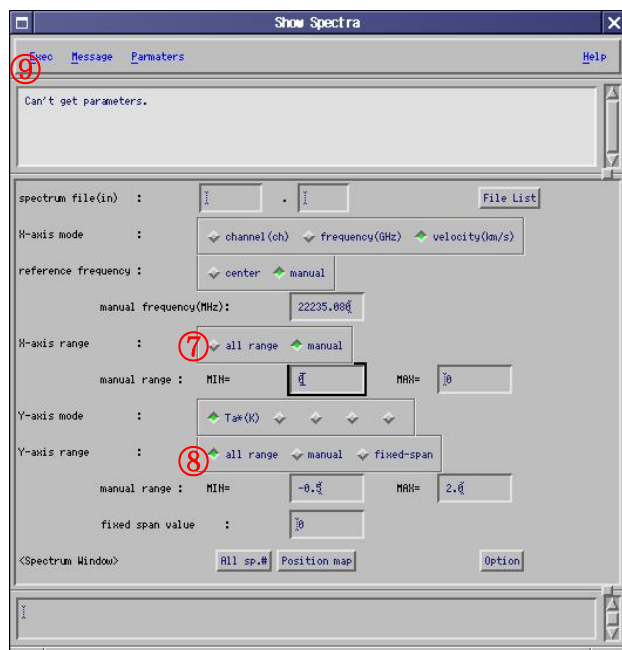 Show Spectra
Exec Message Parmaters Help
⑨
Can't get parameters.
spectrum file(in) : . File List
X-axis mode : channel(ch) frequency(GHz) velocity(km/s)
reference frequency : center manual
manual frequency(MHz): 22235.080
X-axis range : ⑦ all range manual
manual range : MIN= 0 MAX= 0
Y-axis mode : Ta*(K)
Y-axis range : ⑧ all range manual fixed-span
manual range : MIN= -0.5 MAX= 2.0
fixed span value : 0
<Spectrum Window> All sp.# Position map Option